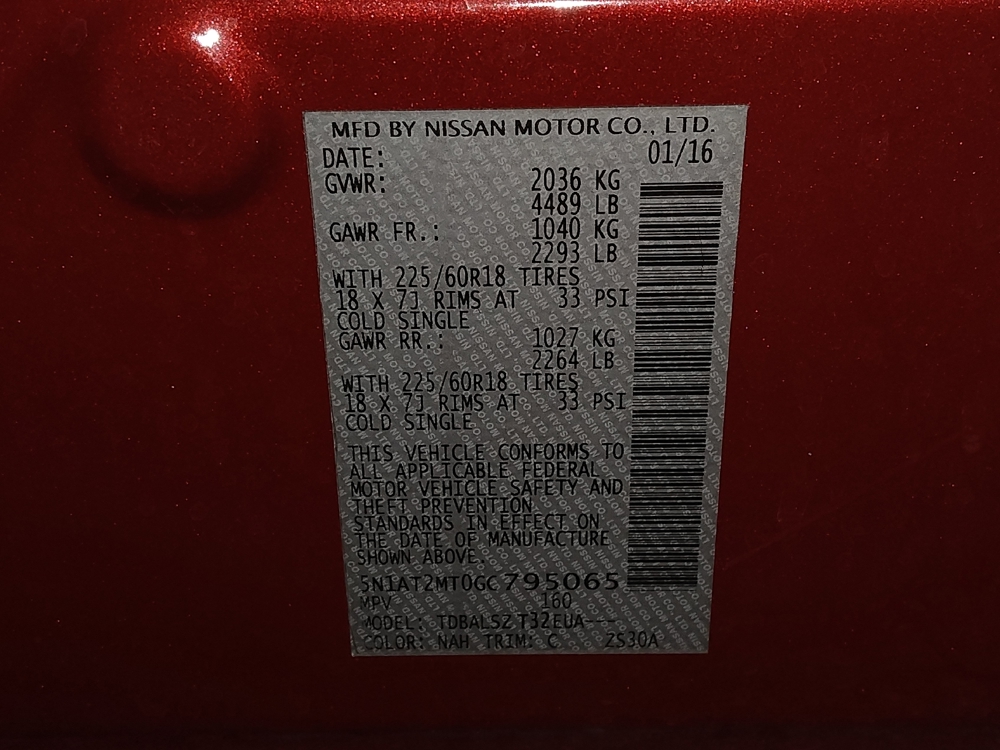 MFD BY NISSAN MOTOR CO., LTD.
DATE: 01/16
GVWR: 2036 KG
4489 LB
GAWR FR.: 1040 KG
2293 LB
WITH 225/60R18 TIRES
18 X 7J RIMS AT 33 PSI
COLD SINGLE
GAWR RR.: 1027 KG
2264 LB
WITH 225/60R18 TIRES
18 X 7J RIMS AT 33 PSI
COLD SINGLE
THIS VEHICLE CONFORMS TO
ALL APPLICABLE FEDERAL
MOTOR VEHICLE SAFETY AND
THEFT PREVENTION
STANDARDS IN EFFECT ON
THE DATE OF MANUFACTURE
SHOWN ABOVE.
5N1AT2MT0GC795065
MPV 160
MODEL: TDBALSZ T32EUA---
COLOR: NAH TRIM: C 2S30A